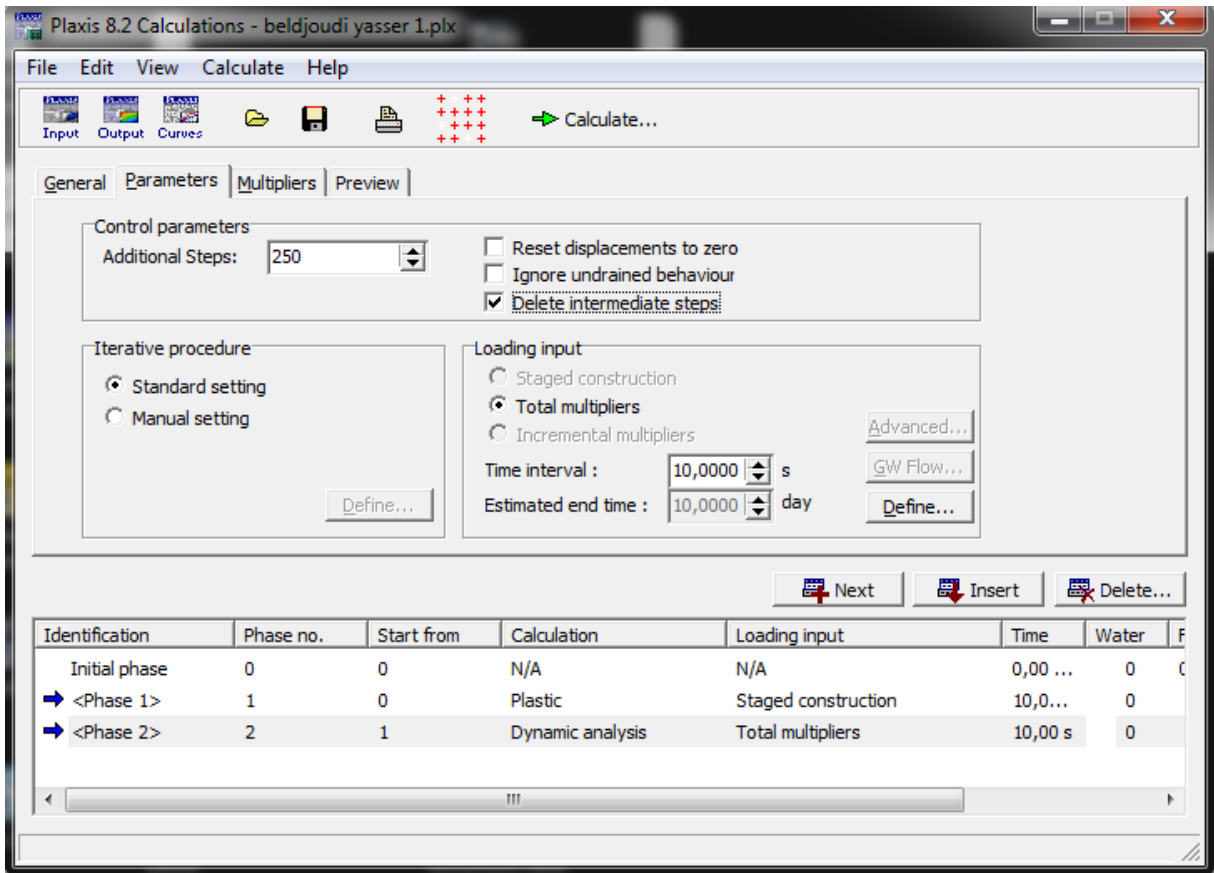 Plaxis 8.2 Calculations - beldjoudi yasser 1.plx
File Edit View Calculate Help
Input Output Curves Calculate...
General Parameters Multipliers Preview
Control parameters
Additional Steps: 250
Reset displacements to zero
Ignore undrained behaviour
Delete intermediate steps
Iterative procedure
Standard setting
Manual setting
Define...
Loading input
Staged construction
Total multipliers
Incremental multipliers
Advanced...
Time interval : 10,0000 s
GW Flow...
Estimated end time : 10,0000 day
Define...
Next Insert Delete...
Identification Phase no. Start from Calculation Loading input Time Water F
Initial phase 0 0 N/A N/A 0,00 ... 0
<Phase 1> 1 0 Plastic Staged construction 10,0... 0
<Phase 2> 2 1 Dynamic analysis Total multipliers 10,00 s 0